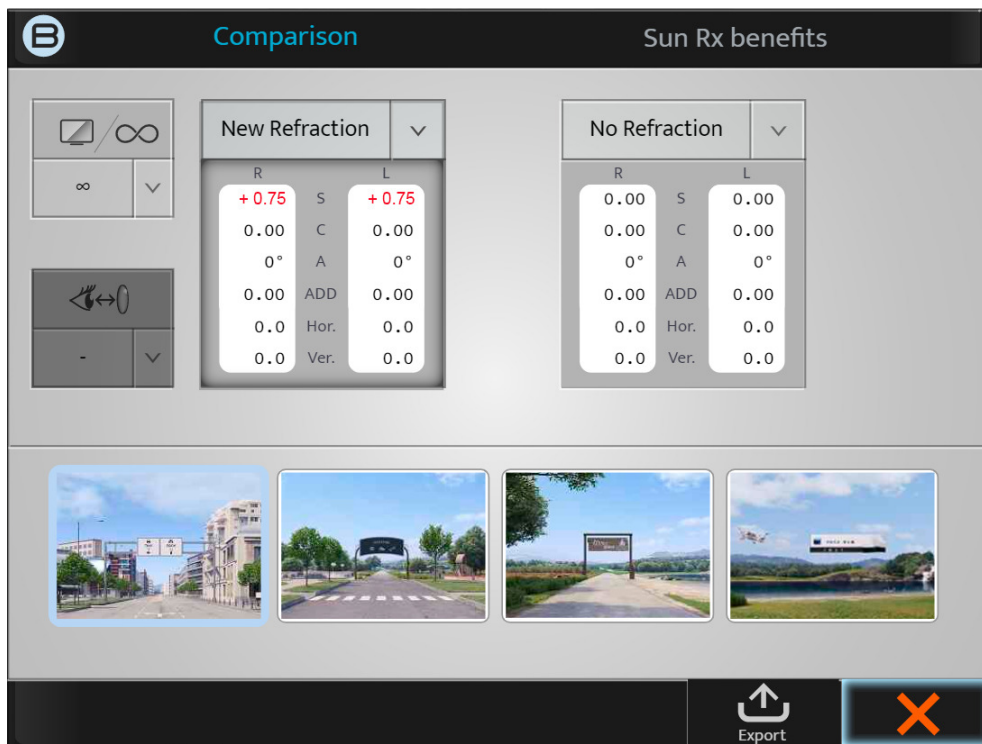 B
Comparison
Sun Rx benefits
∞
∞
-
New Refraction
R L
+ 0.75 S + 0.75
0.00 C 0.00
0° A 0°
0.00 ADD 0.00
0.0 Hor. 0.0
0.0 Ver. 0.0
No Refraction
R L
0.00 S 0.00
0.00 C 0.00
0° A 0°
0.00 ADD 0.00
0.0 Hor. 0.0
0.0 Ver. 0.0
Export